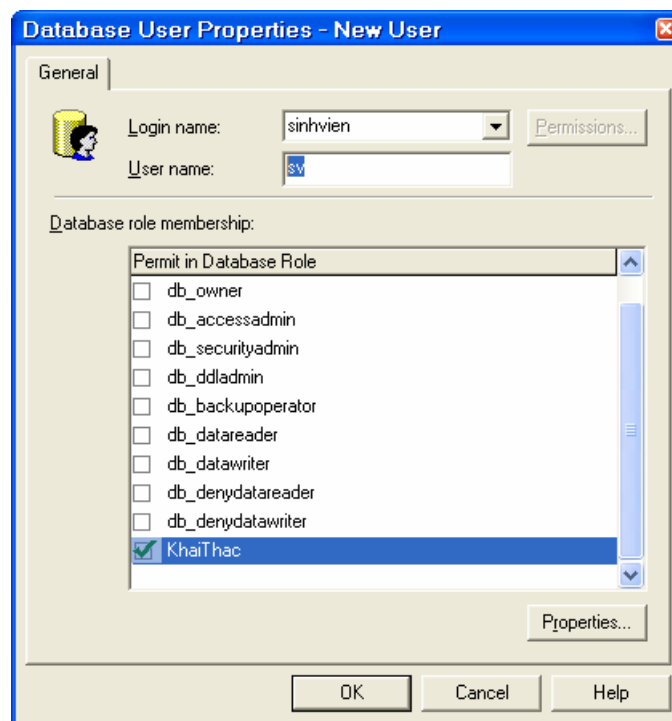 Database User Properties - New User
General
Login name: sinhvien Permissions...
User name: sv
Database role membership:
Permit in Database Role
db_owner
db_accessadmin
db_securityadmin
db_ddladmin
db_backupoperator
db_datareader
db_datawriter
db_denydatareader
db_denydatawriter
KhaiThac
Properties...
OK Cancel Help